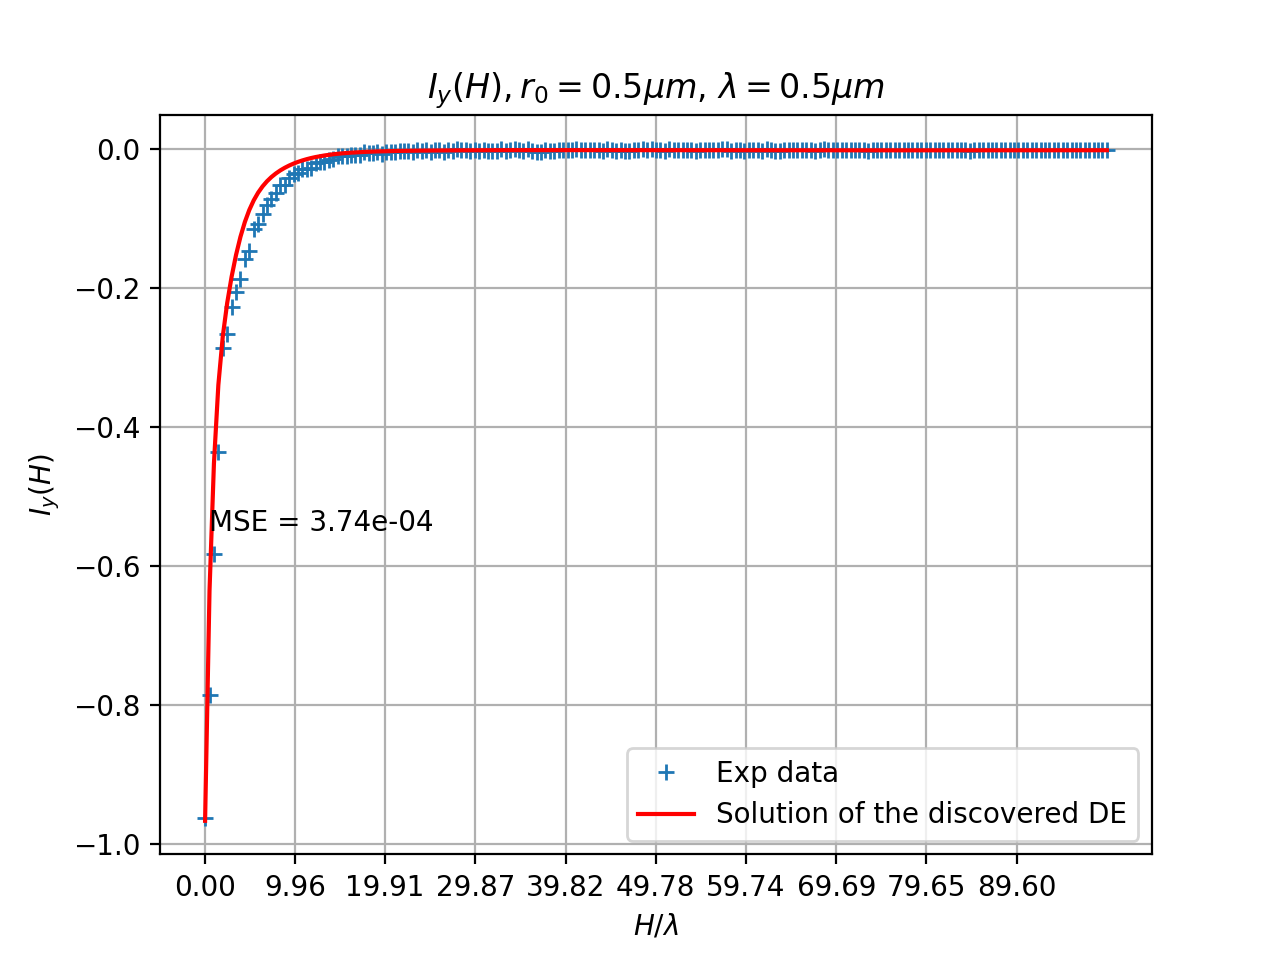 I_y(H), r_0 = 0.5μm, λ = 0.5μm
0.0
−0.2
−0.4
−0.6
−0.8
−1.0
I_y(H)
MSE = 3.74e-04
Exp data
Solution of the discovered DE
0.00 9.96 19.91 29.87 39.82 49.78 59.74 69.69 79.65 89.60
H/λ